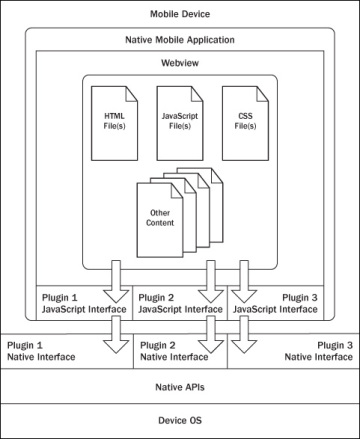 Mobile Device
Native Mobile Application
Webview
HTML
File(s)
JavaScript
File(s)
CSS
File(s)
Other
Content
Plugin 1
JavaScript Interface
Plugin 2
JavaScript Interface
Plugin 3
JavaScript Interface
Plugin 1
Native Interface
Plugin 2
Native Interface
Plugin 3
Native Interface
Native APIs
Device OS